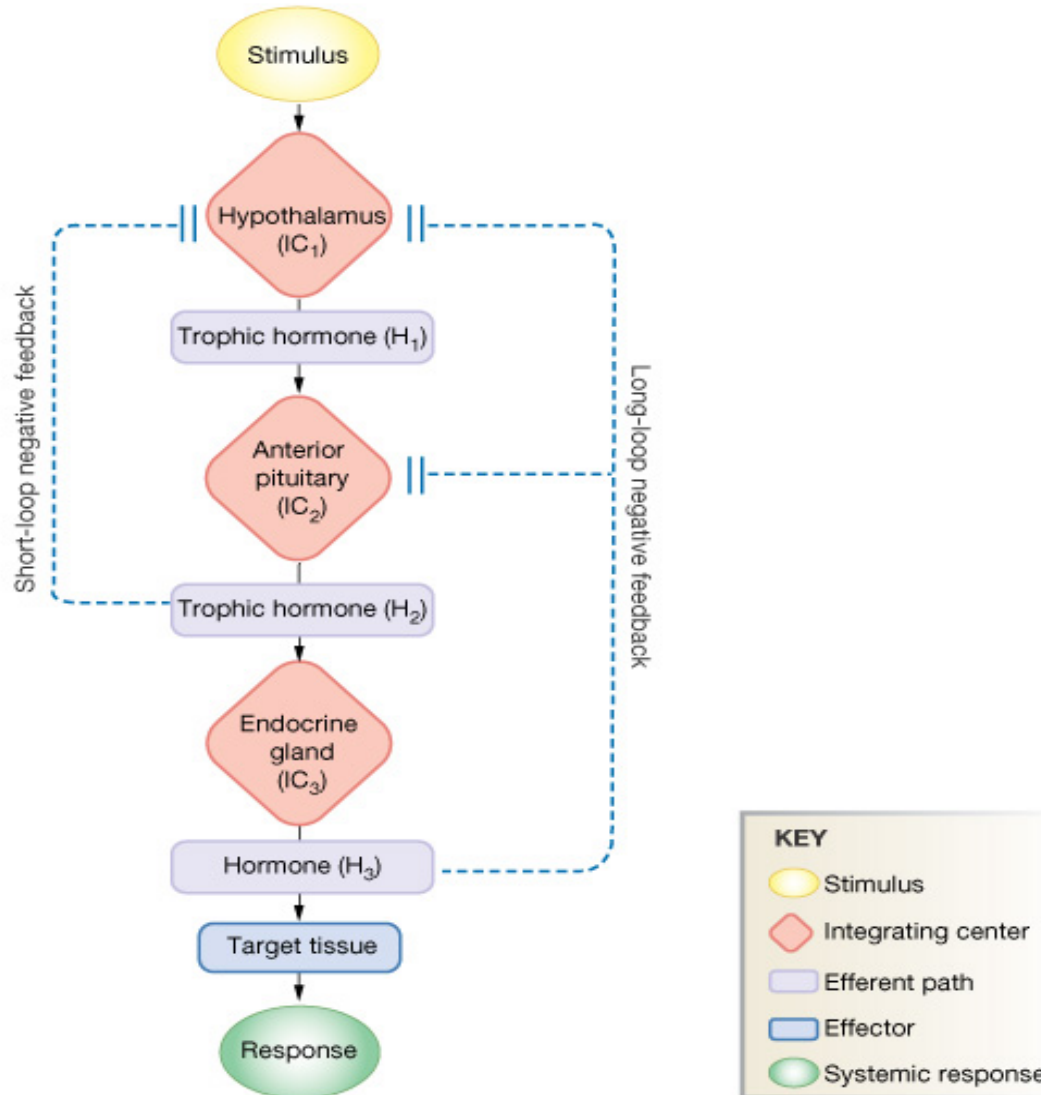 Stimulus
Hypothalamus
(IC₁)
Trophic hormone (H₁)
Short-loop negative feedback
Long-loop negative feedback
Anterior
pituitary
(IC₂)
Trophic hormone (H₂)
Endocrine
gland
(IC₃)
Hormone (H₃)
Target tissue
Response
KEY
Stimulus
Integrating center
Efferent path
Effector
Systemic response